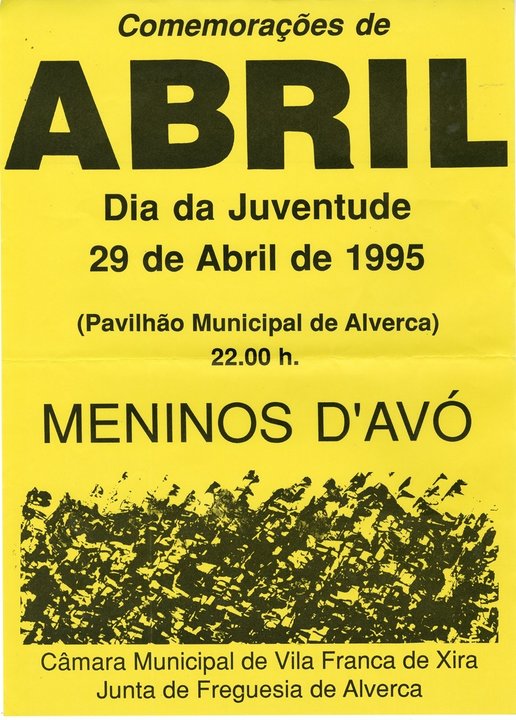 Comemorações de
ABRIL
Dia da Juventude
29 de Abril de 1995
(Pavilhão Municipal de Alverca)
22.00 h.
MENINOS D'AVÓ
Câmara Municipal de Vila Franca de Xira
Junta de Freguesia de Alverca